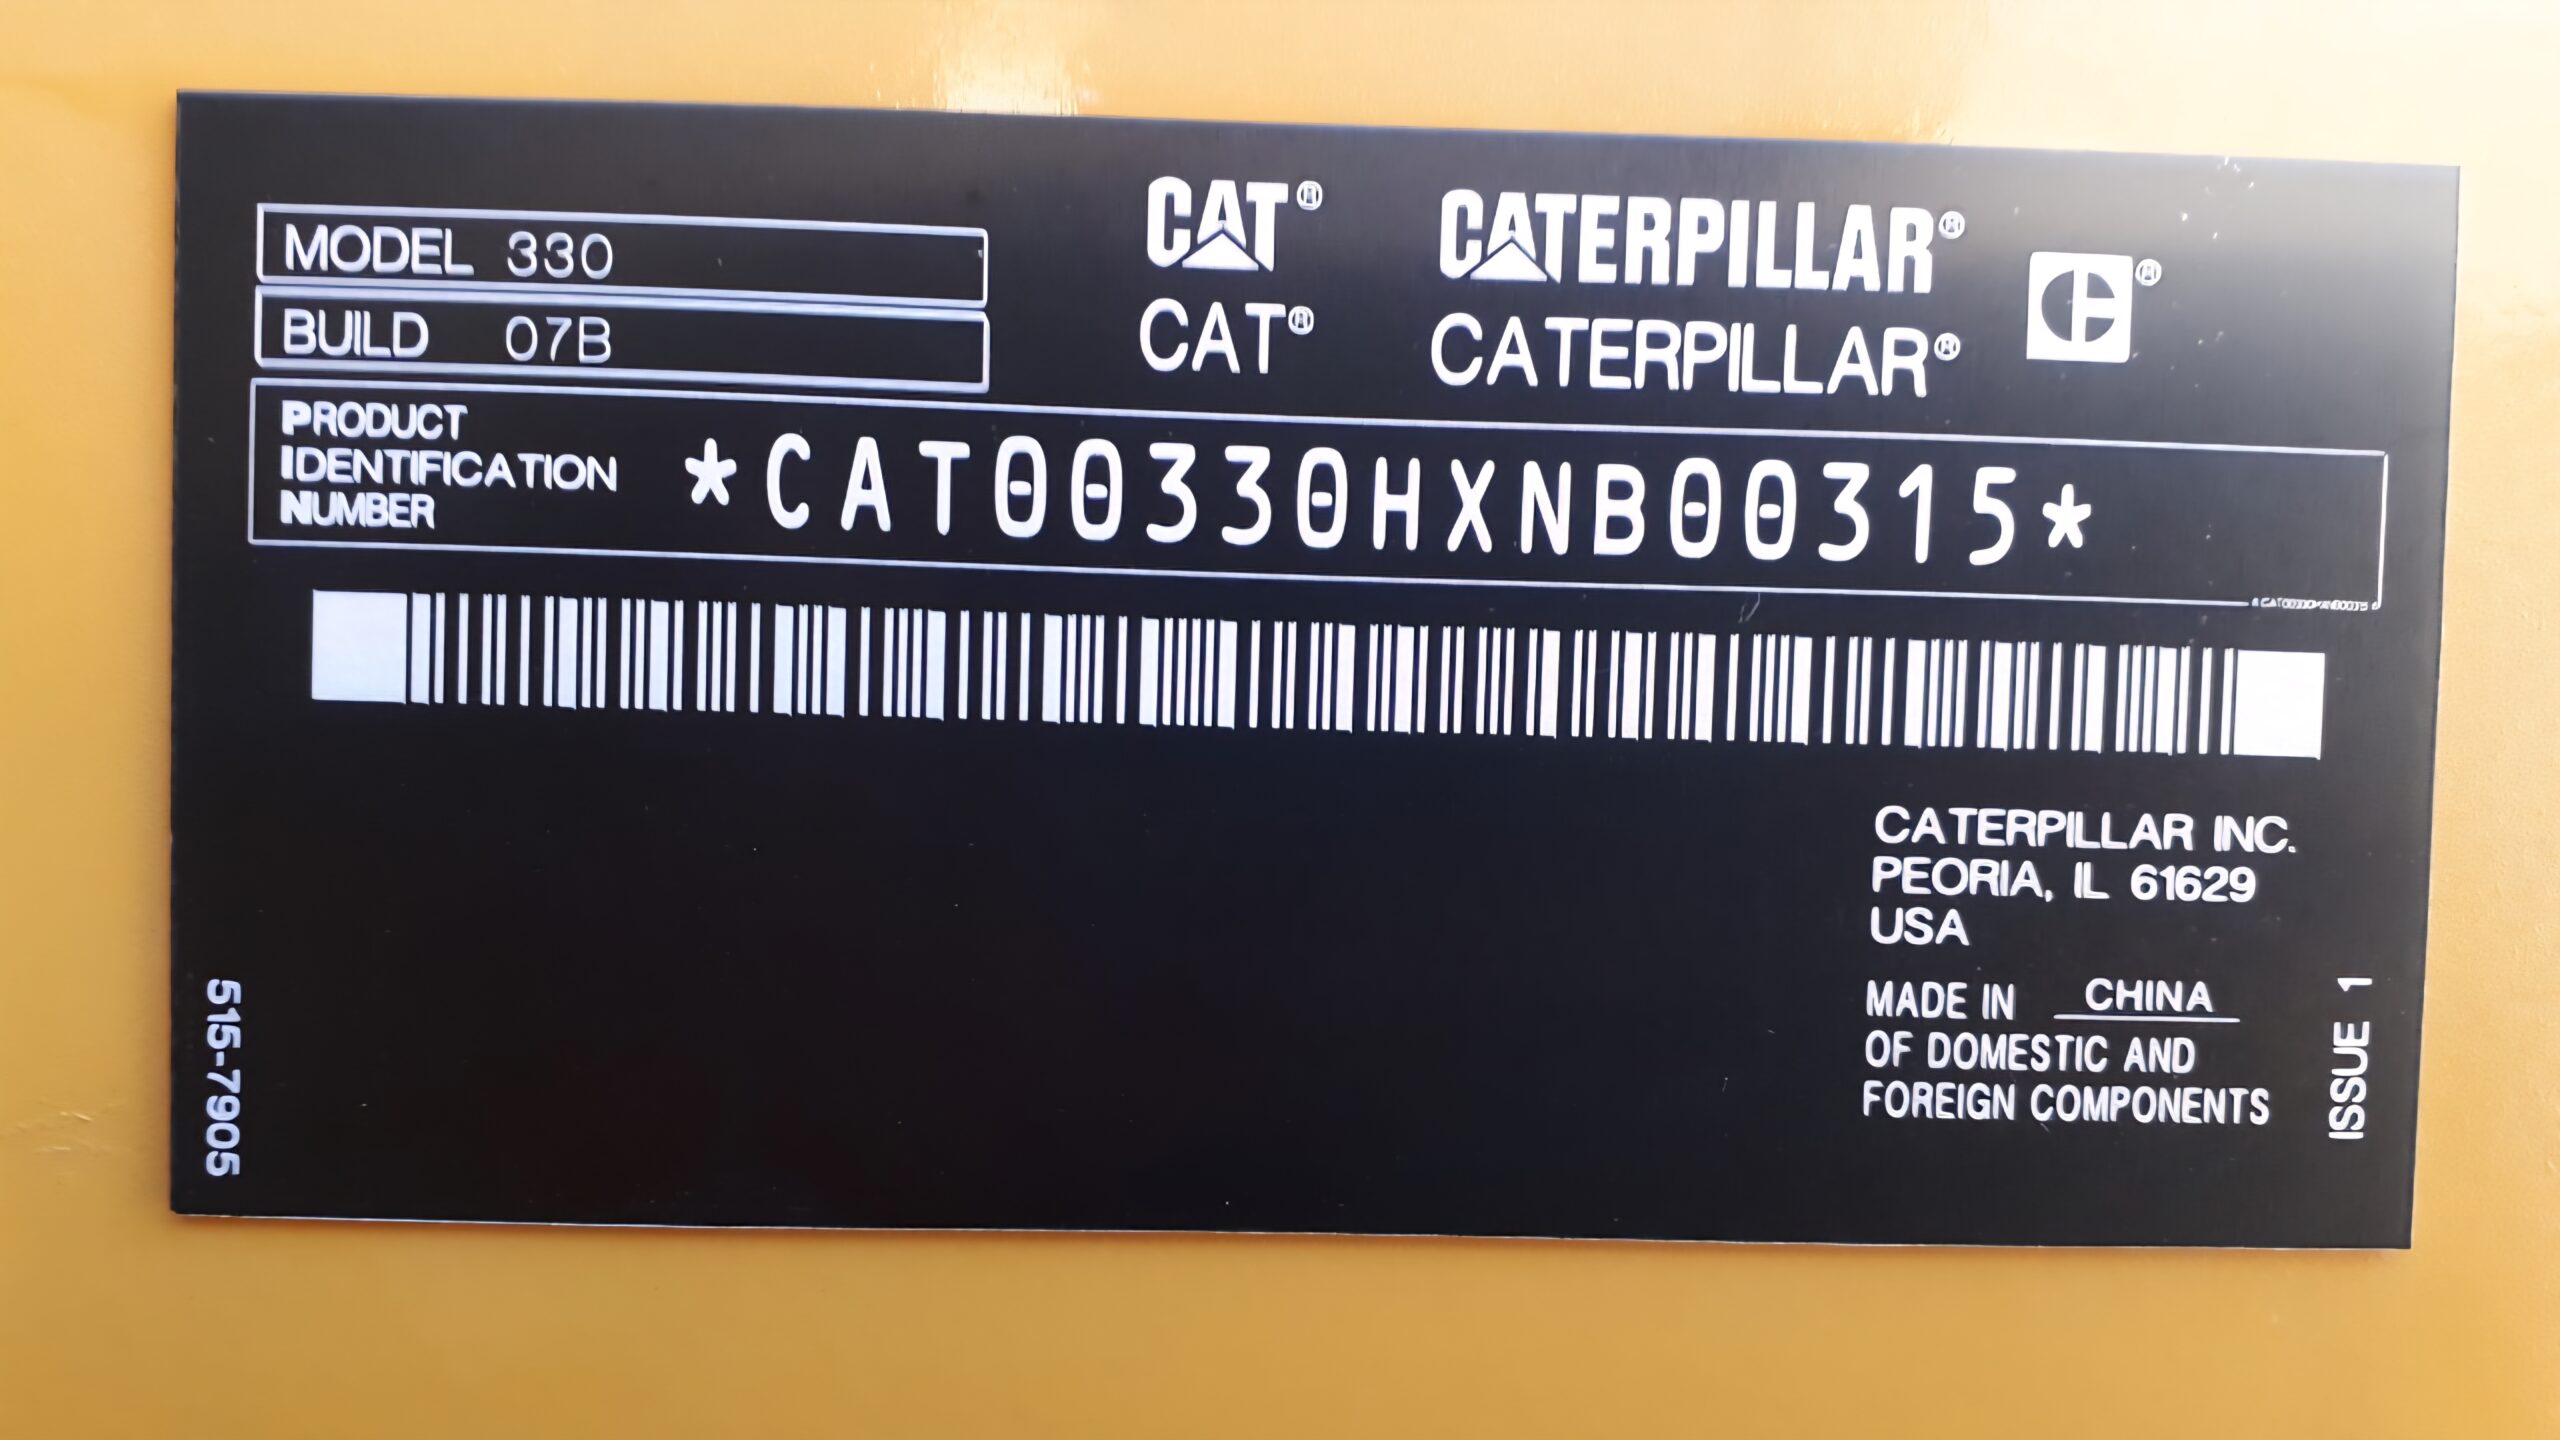 MODEL 330
BUILD 07B
CAT® CATERPILLAR® C®
CAT® CATERPILLAR®
PRODUCT
IDENTIFICATION
NUMBER
*CAT00330HXNB00315*
CATERPILLAR INC.
PEORIA, IL 61629
USA
MADE IN CHINA
OF DOMESTIC AND
FOREIGN COMPONENTS
515-7905
ISSUE 1